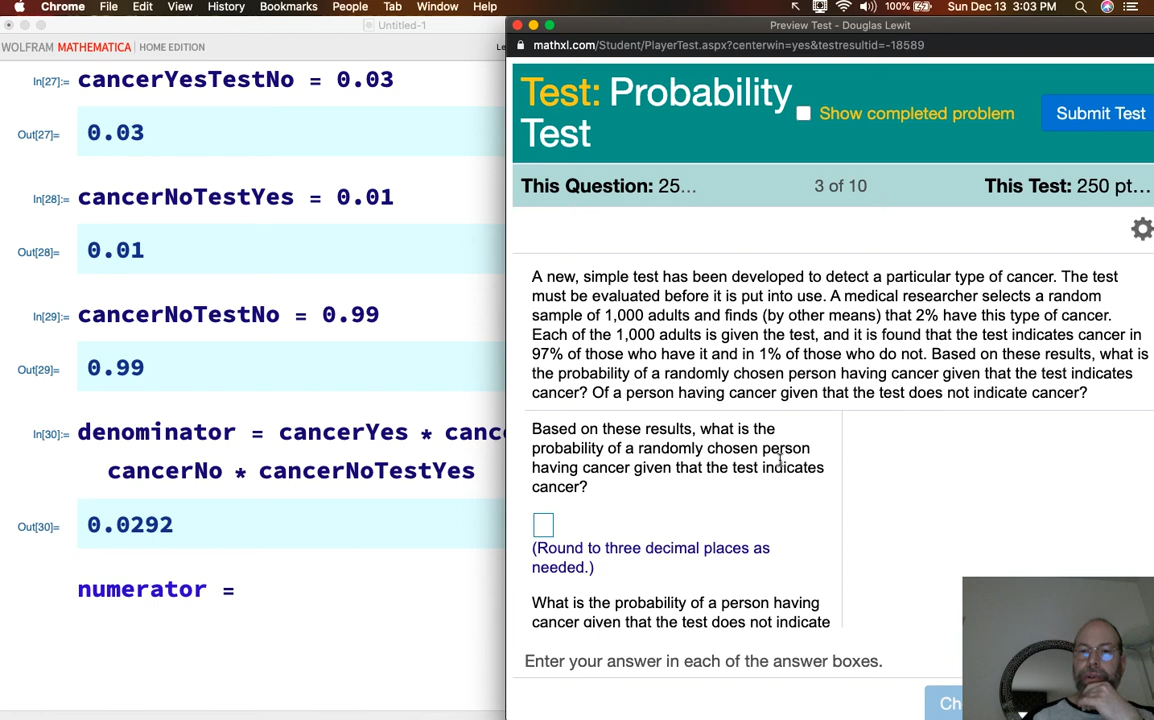 Chrome File Edit View History Bookmarks People Tab Window Help 100% Sun Dec 13 3:03 PM
Untitled-1
WOLFRAM MATHEMATICA HOME EDITION
In[27]:= cancerYesTestNo = 0.03
Out[27]= 0.03
In[28]:= cancerNoTestYes = 0.01
Out[28]= 0.01
In[29]:= cancerNoTestNo = 0.99
Out[29]= 0.99
In[30]:= denominator = cancerYes * canc
cancerNo * cancerNoTestYes
Out[30]= 0.0292
numerator =
Preview Test - Douglas Lewit
mathxl.com/Student/PlayerTest.aspx?centerwin=yes&testresultid=-18589
Test: Probability
Test
Show completed problem
Submit Test
This Question: 25... 3 of 10 This Test: 250 pt...
A new, simple test has been developed to detect a particular type of cancer. The test
must be evaluated before it is put into use. A medical researcher selects a random
sample of 1,000 adults and finds (by other means) that 2% have this type of cancer.
Each of the 1,000 adults is given the test, and it is found that the test indicates cancer in
97% of those who have it and in 1% of those who do not. Based on these results, what is
the probability of a randomly chosen person having cancer given that the test indicates
cancer? Of a person having cancer given that the test does not indicate cancer?
Based on these results, what is the
probability of a randomly chosen person
having cancer given that the test indicates
cancer?
(Round to three decimal places as
needed.)
What is the probability of a person having
cancer given that the test does not indicate
Enter your answer in each of the answer boxes.
Ch